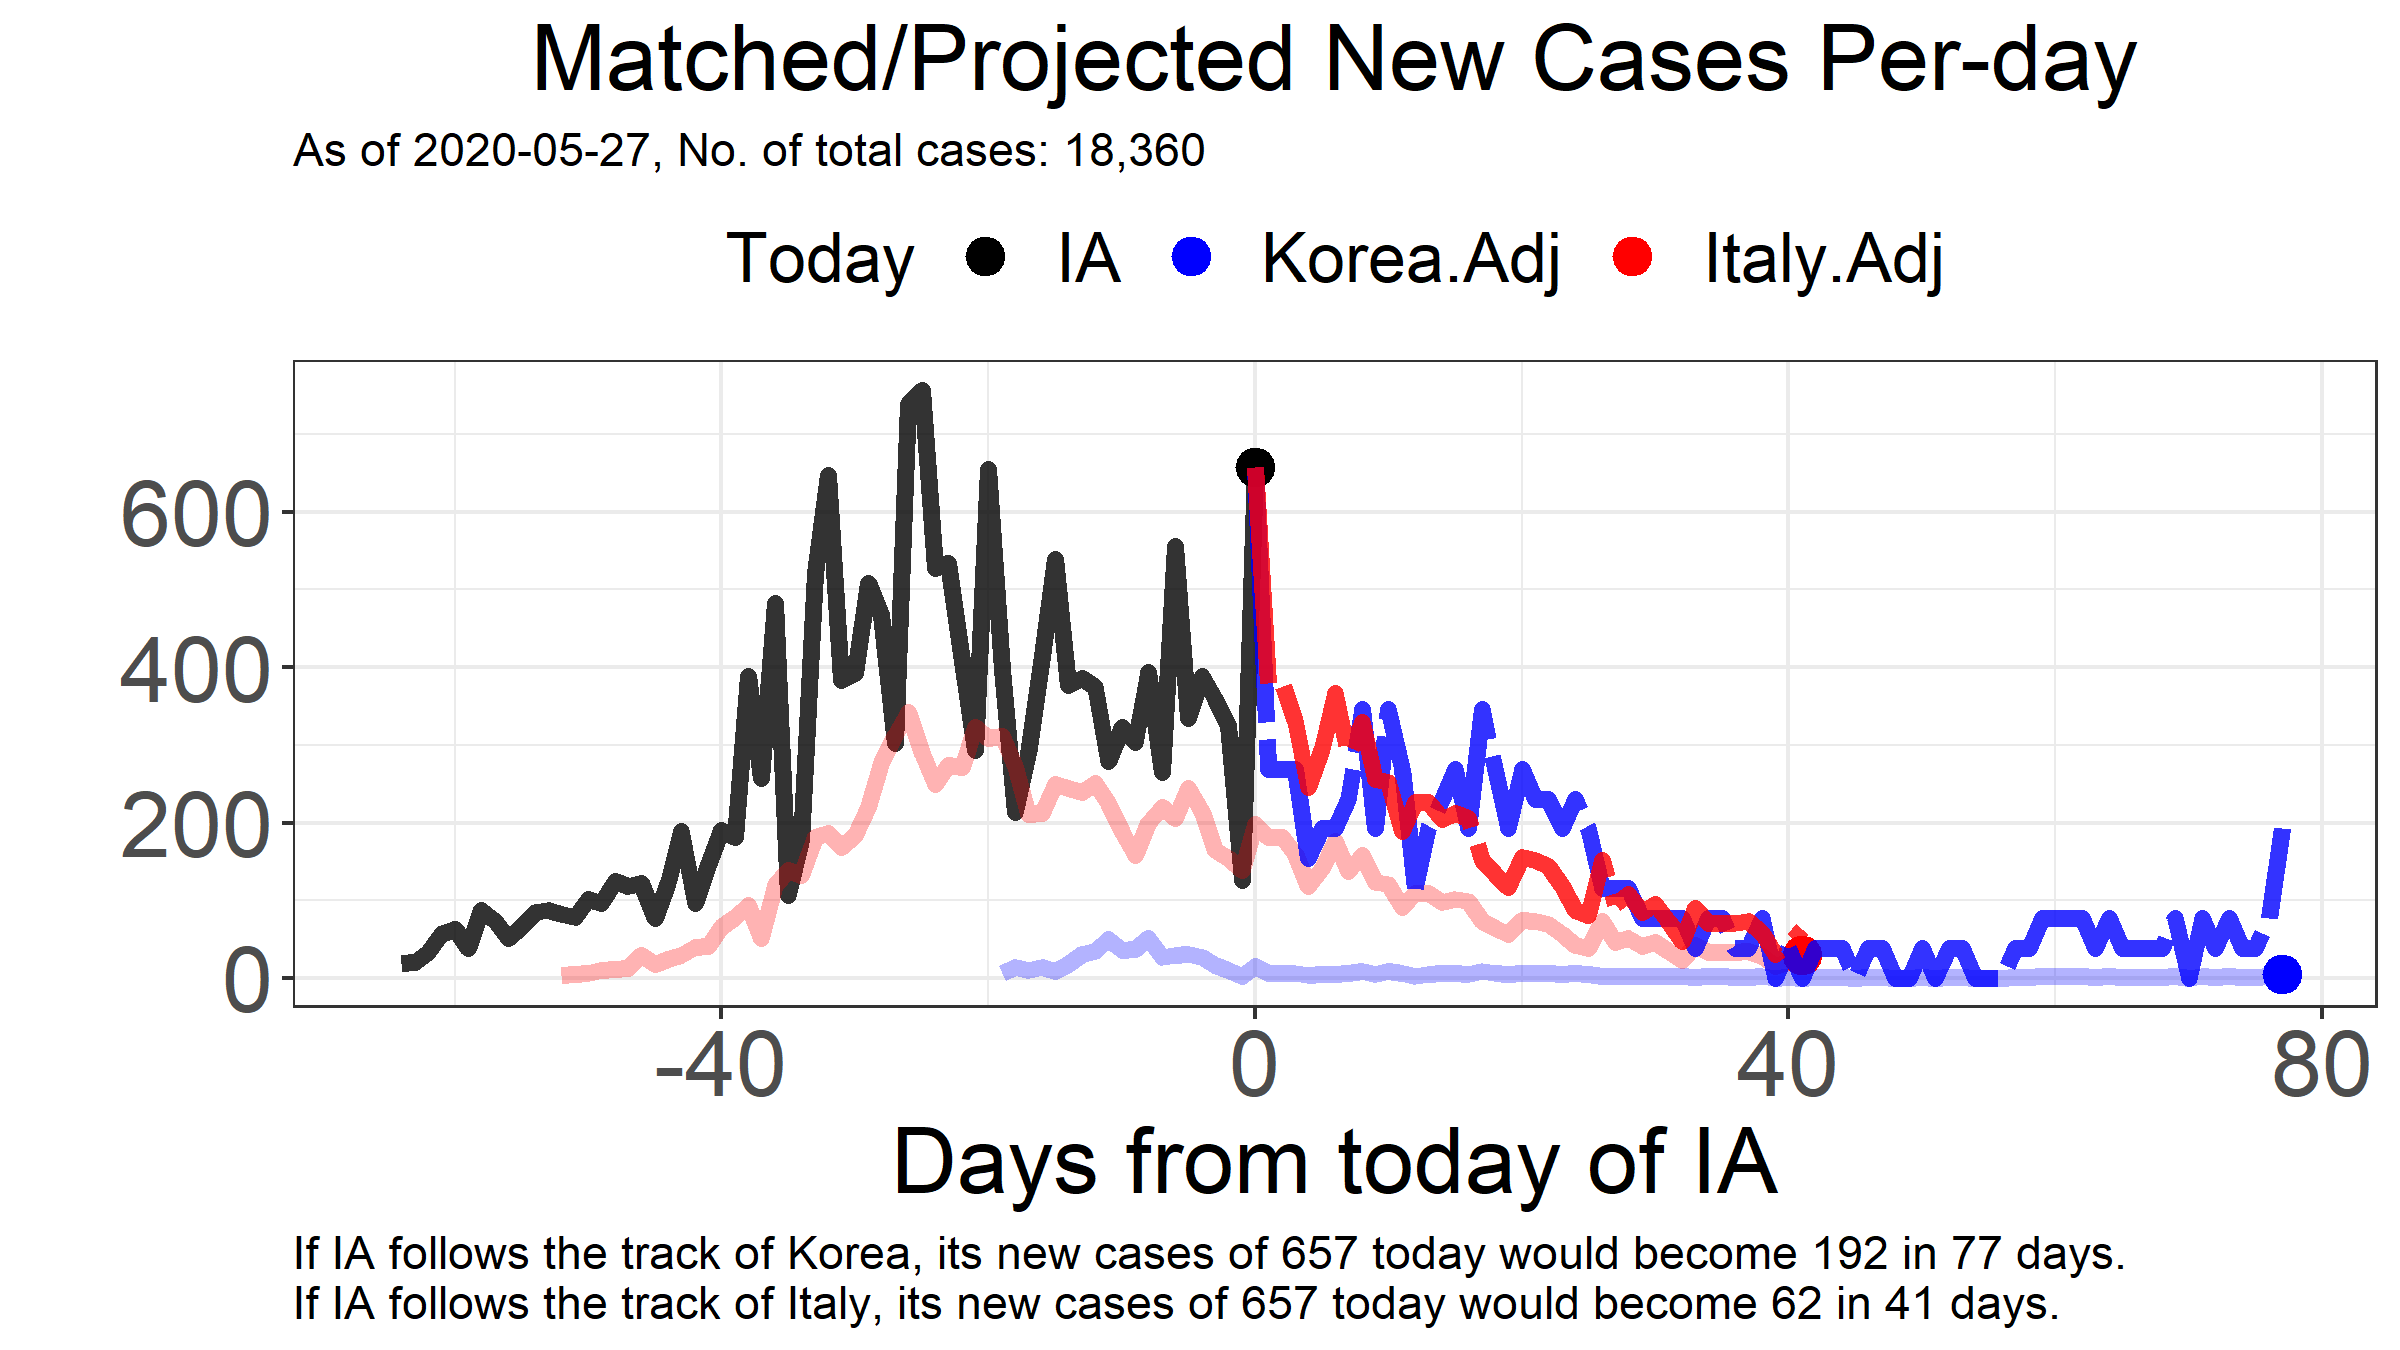 Matched/Projected New Cases Per-day
As of 2020-05-27, No. of total cases: 18,360
Today IA Korea.Adj Italy.Adj
600
400
200
0
-40 0 40 80
Days from today of IA
If IA follows the track of Korea, its new cases of 657 today would become 192 in 77 days.
If IA follows the track of Italy, its new cases of 657 today would become 62 in 41 days.